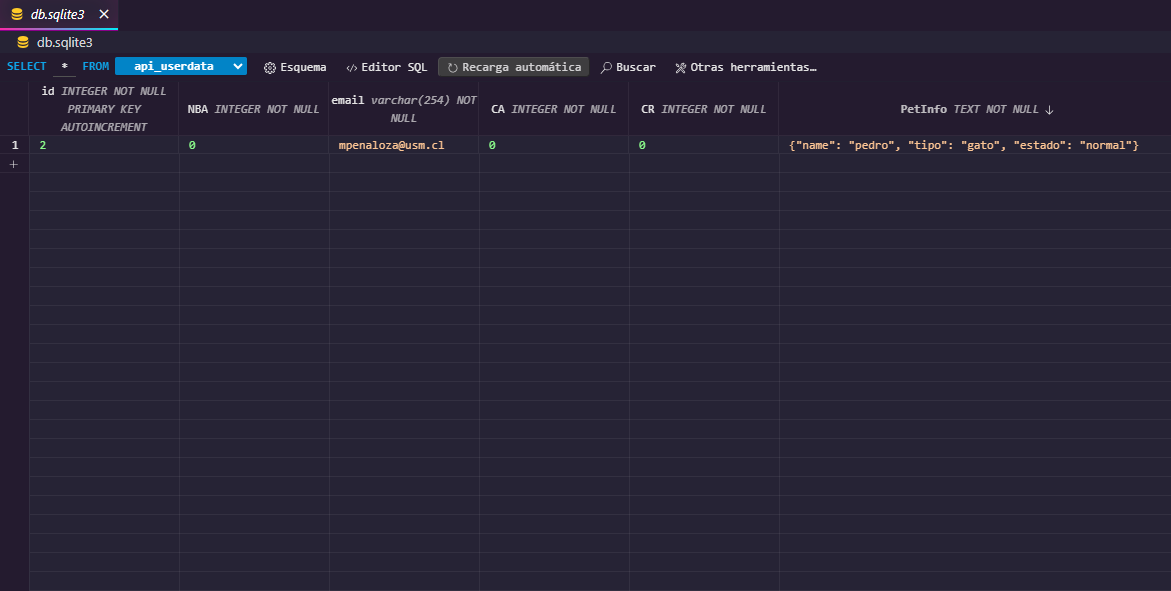 db.sqlite3
db.sqlite3
SELECT * FROM api_userdata Esquema Editor SQL Recarga automática Buscar Otras herramientas…
id INTEGER NOT NULL
PRIMARY KEY
AUTOINCREMENT
NBA INTEGER NOT NULL
email varchar(254) NOT
NULL
CA INTEGER NOT NULL
CR INTEGER NOT NULL
PetInfo TEXT NOT NULL ↓
1 2 0 mpenaloza@usm.cl 0 0 {"name": "pedro", "tipo": "gato", "estado": "normal"}
+